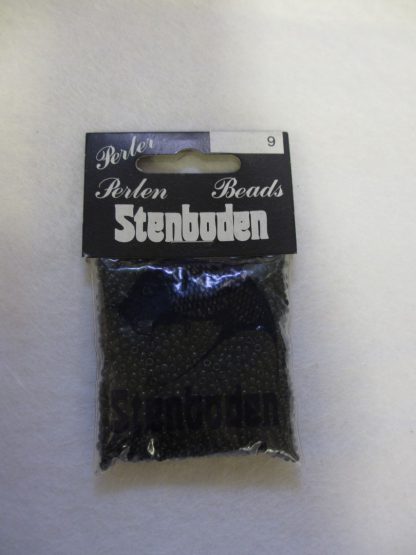 9
Perler
Perlen Beads
Stenboden
Stenboden